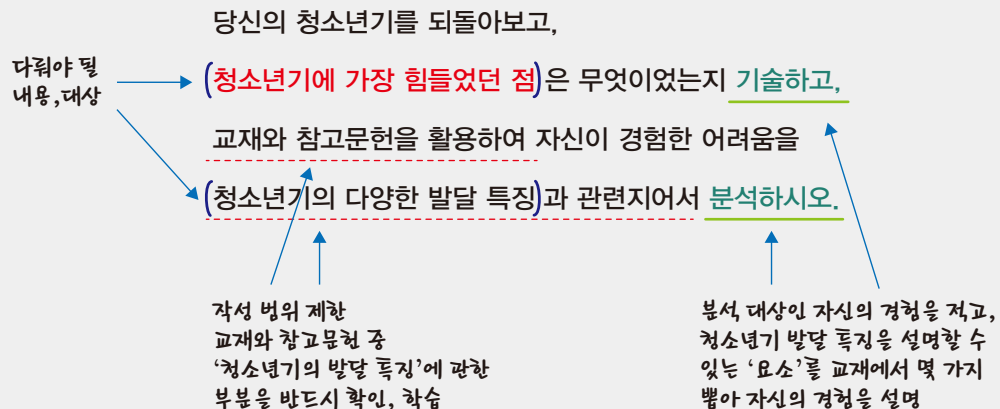 당신의 청소년기를 되돌아보고,
다뤄야 될
내용,대상
(청소년기에 가장 힘들었던 점)은 무엇이었는지 기술하고,
교재와 참고문헌을 활용하여 자신이 경험한 어려움을
(청소년기의 다양한 발달 특징)과 관련지어서 분석하시오.
작성 범위 제한
교재와 참고문헌 중
‘청소년기의 발달 특징’에 관한
부분을 반드시 확인, 학습
분석 대상인 자신의 경험을 적고,
청소년기 발달 특징을 설명할 수
있는 ‘요소’를 교재에서 몇 가지
뽑아 자신의 경험을 설명